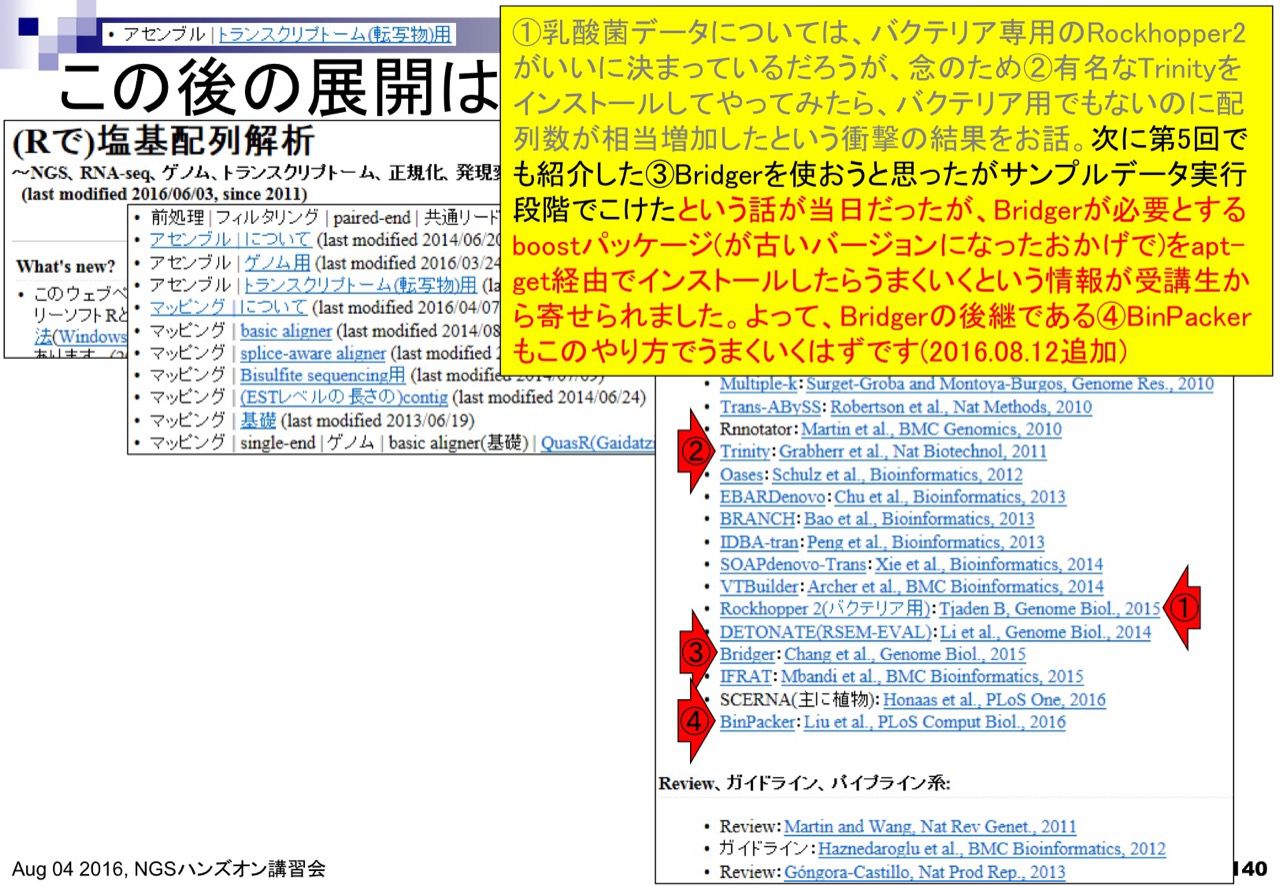 • アセンブル | トランスクリプトーム(転写物)用
この後の展開は
①乳酸菌データについては、バクテリア専用のRockhopper2
がいいに決まっているだろうが、念のため②有名なTrinityを
インストールしてやってみたら、バクテリア用でもないのに配
列数が相当増加したという衝撃の結果をお話。次に第5回で
も紹介した③Bridgerを使おうと思ったがサンプルデータ実行
段階でこけたという話が当日だったが、Bridgerが必要とする
boostパッケージ(が古いバージョンになったおかげで)をapt-
get経由でインストールしたらうまくいくという情報が受講生か
ら寄せられました。よって、Bridgerの後継である④BinPacker
もこのやり方でうまくいくはずです(2016.08.12追加)
(Rで)塩基配列解析
～NGS、RNA-seq、ゲノム、トランスクリプトーム、正規化、発現
(last modified 2016/06/03, since 2011)
What's new?
• このウェブペ
リーソフトRと
法(Windows
• 前処理 | フィルタリング | paired-end | 共通リード
• アセンブル | について (last modified 2014/06/20
• アセンブル | ゲノム用 (last modified 2016/03/24
• アセンブル | トランスクリプトーム(転写物)用 (la
• マッピング | について (last modified 2016/04/07
• マッピング | basic aligner (last modified 2014/08
• マッピング | splice-aware aligner (last modified 2
• マッピング | Bisulfite sequencing用 (last modified 2014/07/09)
• マッピング | (ESTレベルの長さの)contig (last modified 2014/06/24)
• マッピング | 基礎 (last modified 2013/06/19)
• マッピング | single-end | ゲノム | basic aligner(基礎) | QuasR(Gaidatz
• Multiple-k: Surget-Groba and Montoya-Burgos, Genome Res., 2010
• Trans-ABySS: Robertson et al., Nat Methods, 2010
• Rnnotator: Martin et al., BMC Genomics, 2010
② Trinity: Grabherr et al., Nat Biotechnol, 2011
• Oases: Schulz et al., Bioinformatics, 2012
• EBARDenovo: Chu et al., Bioinformatics, 2013
• BRANCH: Bao et al., Bioinformatics, 2013
• IDBA-tran: Peng et al., Bioinformatics, 2013
• SOAPdenovo-Trans: Xie et al., Bioinformatics, 2014
• VTBuilder: Archer et al., BMC Bioinformatics, 2014
• Rockhopper 2(バクテリア用): Tjaden B, Genome Biol., 2015 ①
• DETONATE(RSEM-EVAL): Li et al., Genome Biol., 2014
③ Bridger: Chang et al., Genome Biol., 2015
• IFRAT: Mbandi et al., BMC Bioinformatics, 2015
• SCERNA(主に植物): Honaas et al., PLoS One, 2016
④ BinPacker: Liu et al., PLoS Comput Biol., 2016
Review、ガイドライン、パイプライン系:
• Review: Martin and Wang, Nat Rev Genet., 2011
• ガイドライン: Haznedaroglu et al., BMC Bioinformatics, 2012
• Review: Góngora-Castillo, Nat Prod Rep., 2013
Aug 04 2016, NGSハンズオン講習会
140